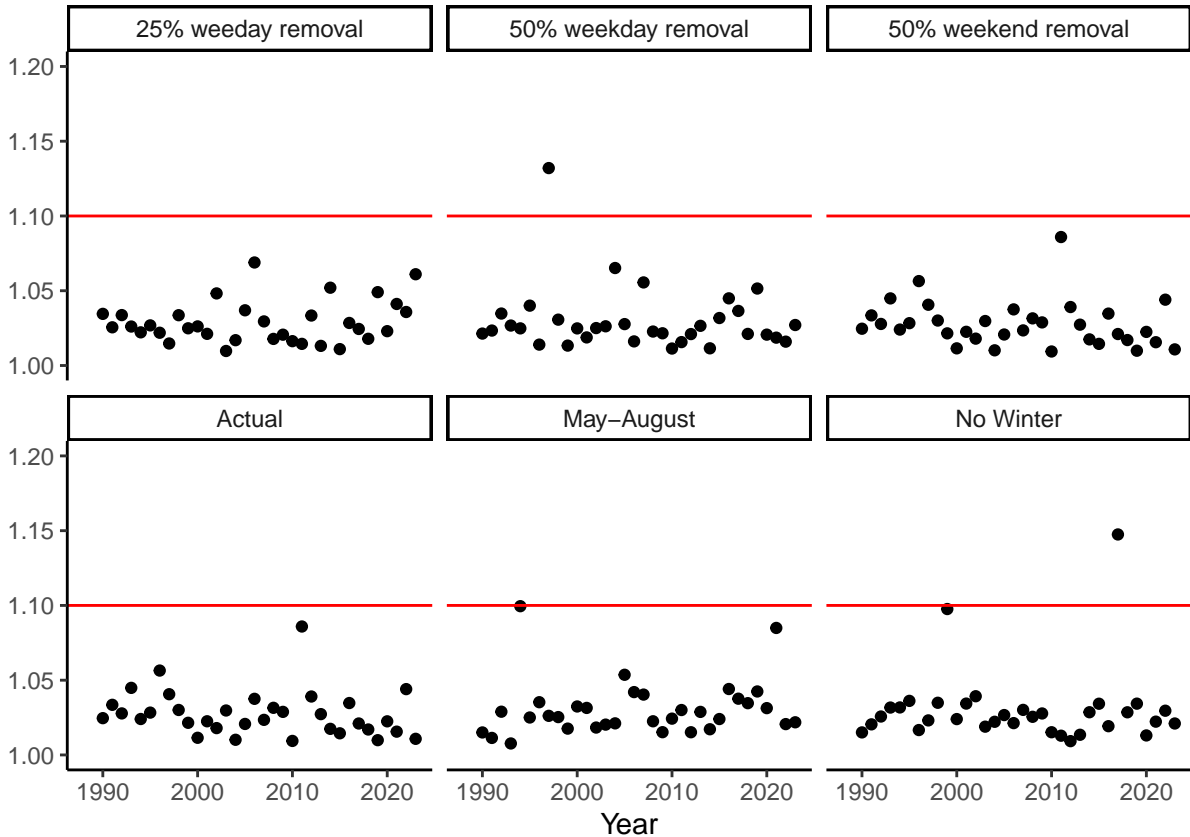 25% weeday removal
50% weekday removal
50% weekend removal
1.20
1.15
1.10
1.05
1.00
Actual
May−August
No Winter
1.20
1.15
1.10
1.05
1.00
1990 2000 2010 2020 1990 2000 2010 2020 1990 2000 2010 2020
Year